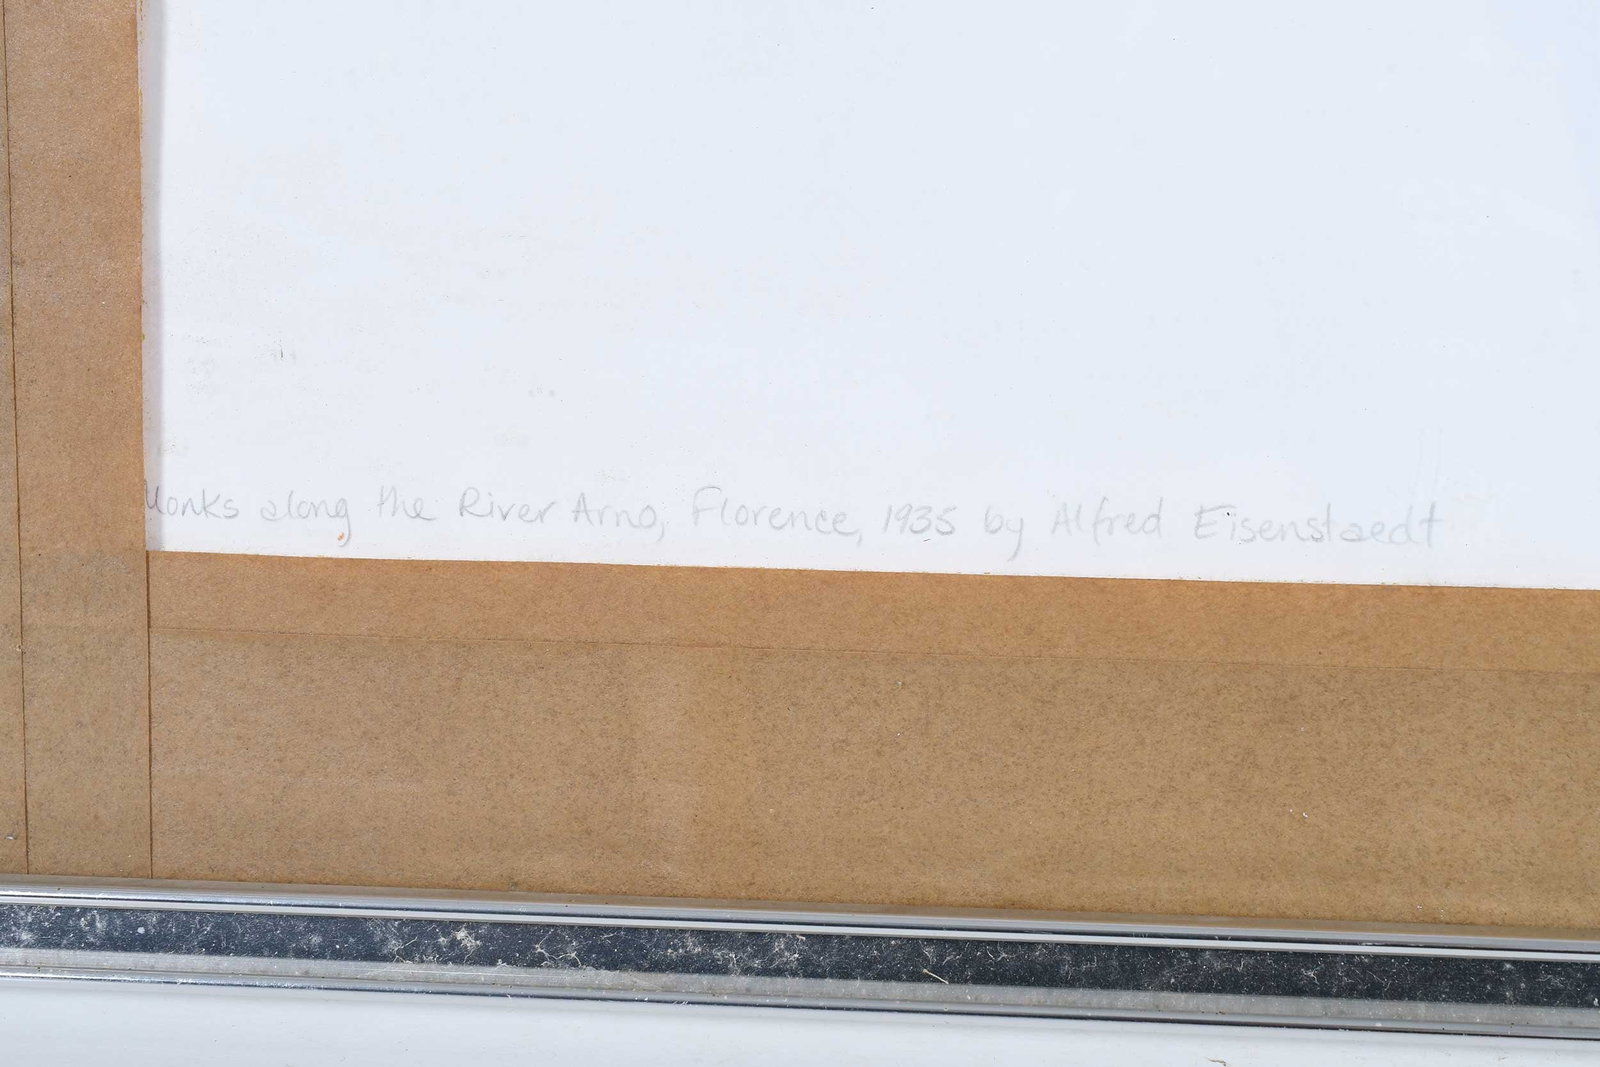 Monks along the River Arno, Florence, 1935 by Alfred Eisenstaedt